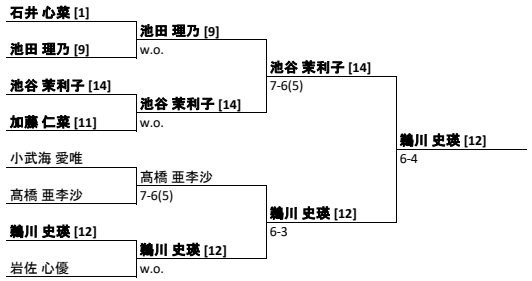 石井 心菜 [1]
池田 理乃 [9]
池田 理乃 [9]
w.o.
池谷 茉利子 [14]
7-6(5)
池谷 茉利子 [14]
池谷 茉利子 [14]
加藤 仁菜 [11]
w.o.
鵜川 史瑛 [12]
6-4
小武海 愛唯
髙橋 亜李沙
髙橋 亜李沙
7-6(5)
鵜川 史瑛 [12]
6-3
鵜川 史瑛 [12]
鵜川 史瑛 [12]
岩佐 心優
w.o.